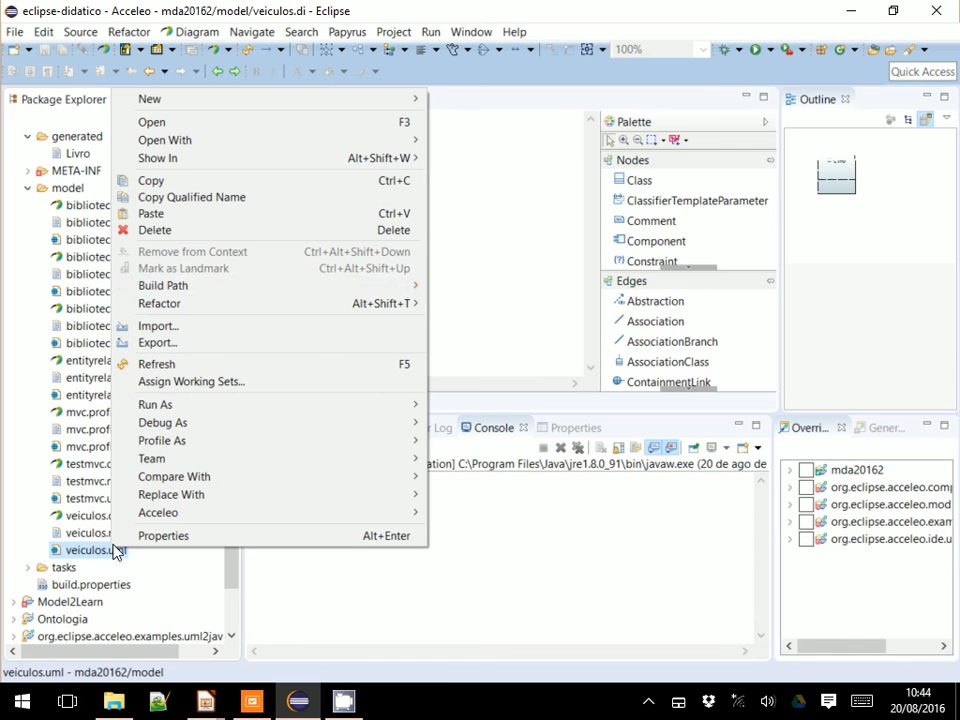 eclipse-didatico - Acceleo - mda20162/model/veiculos.di - Eclipse
File Edit Source Refactor Diagram Navigate Search Papyrus Project Run Window Help
100%
Quick Access
Package Explorer
generated
Livro
META-INF
model
bibliotec
bibliotec
bibliotec
bibliotec
bibliotec
bibliotec
bibliotec
bibliotec
bibliotec
entityrela
entityrela
entityrela
mvc.prof
mvc.prof
mvc.prof
testmvc.
testmvc.
testmvc.u
veiculos.
veiculos.
veiculos.uml
tasks
build.properties
Model2Learn
Ontologia
org.eclipse.acceleo.examples.uml2jav
New
Open F3
Open With
Show In Alt+Shift+W
Copy Ctrl+C
Copy Qualified Name
Paste Ctrl+V
Delete Delete
Remove from Context Ctrl+Alt+Shift+Down
Mark as Landmark Ctrl+Alt+Shift+Up
Build Path
Refactor Alt+Shift+T
Import...
Export...
Refresh F5
Assign Working Sets...
Run As
Debug As
Profile As
Team
Compare With
Replace With
Acceleo
Properties Alt+Enter
Palette
Nodes
Class
ClassifierTemplateParameter
Comment
Component
Constraint
Edges
Abstraction
Association
AssociationBranch
AssociationClass
ContainmentLink
Outline
Log Console Properties
ation] C:\Program Files\Java\jre1.8.0_91\bin\javaw.exe (20 de ago de
Overri... Gener...
mda20162
org.eclipse.acceleo.com
org.eclipse.acceleo.mod
org.eclipse.acceleo.exam
org.eclipse.acceleo.ide.u
veiculos.uml - mda20162/model
10:44
20/08/2016